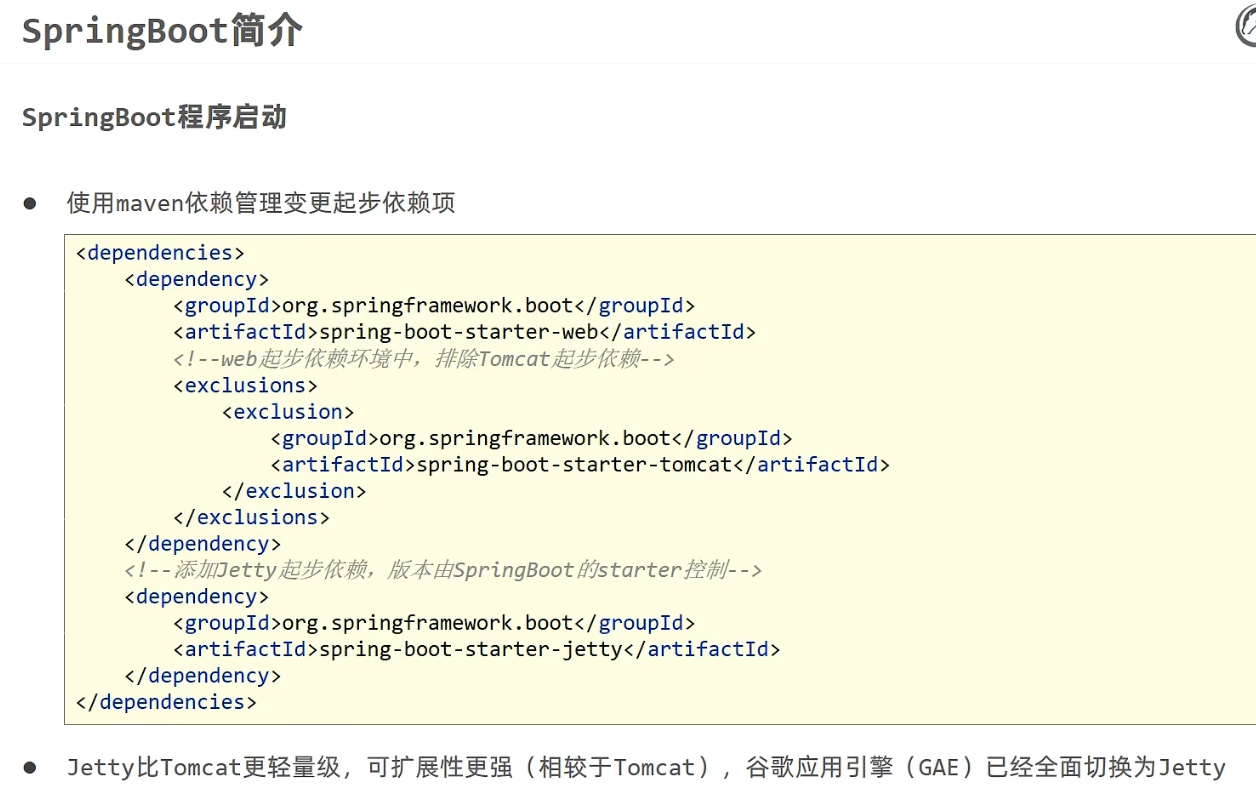 SpringBoot简介
SpringBoot程序启动
● 使用maven依赖管理变更起步依赖项
<dependencies>
    <dependency>
        <groupId>org.springframework.boot</groupId>
        <artifactId>spring-boot-starter-web</artifactId>
        <!--web起步依赖环境中，排除Tomcat起步依赖-->
        <exclusions>
            <exclusion>
                <groupId>org.springframework.boot</groupId>
                <artifactId>spring-boot-starter-tomcat</artifactId>
            </exclusion>
        </exclusions>
    </dependency>
    <!--添加Jetty起步依赖，版本由SpringBoot的starter控制-->
    <dependency>
        <groupId>org.springframework.boot</groupId>
        <artifactId>spring-boot-starter-jetty</artifactId>
    </dependency>
</dependencies>
● Jetty比Tomcat更轻量级，可扩展性更强（相较于Tomcat），谷歌应用引擎（GAE）已经全面切换为Jetty